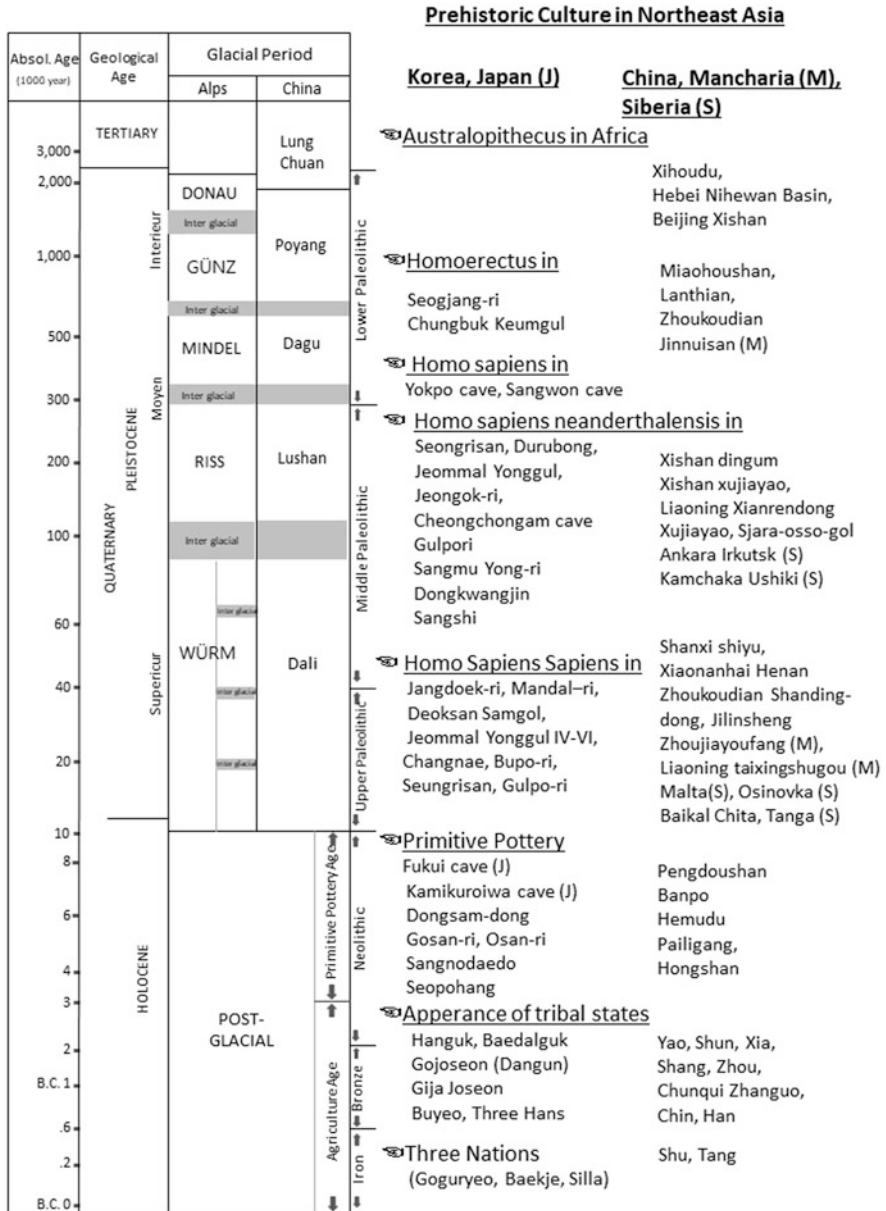 Prehistoric Culture in Northeast Asia
Absol. Age
(1000 year)
Geological
Age
Glacial Period
Alps
China
Korea, Japan (J)
China, Mancharia (M),
Siberia (S)
3,000
2,000
1,000
500
300
200
100
60
40
20
10
8
6
4
3
2
B.C. 1
.6
.2
B.C. 0
TERTIARY
QUATERNARY
PLEISTOCENE
Interieur
Moyen
Supericur
HOLOCENE
DONAU
Inter glacial
GÜNZ
Inter glacial
MINDEL
Inter glacial
RISS
Inter glacial
Inter glacial
WÜRM
Inter glacial
Inter glacial
Lung
Chuan
Poyang
Dagu
Lushan
Dali
POST-
GLACIAL
Primitive Pottery Age
Agriculture Age
Lower Paleolithic
Middle Paleolithic
Upper Paleolithic
Neolithic
Bronze
Iron
Australopithecus in Africa
Xihoudu,
Hebei Nihewan Basin,
Beijing Xishan
Homoerectus in
Seogjang-ri
Chungbuk Keumgul
Miaohoushan,
Lanthian,
Zhoukoudian
Jinnuisan (M)
Homo sapiens in
Yokpo cave, Sangwon cave
Homo sapiens neanderthalensis in
Seongrisan, Durubong,
Jeommal Yonggul,
Jeongok-ri,
Cheongchongam cave
Gulpori
Sangmu Yong-ri
Dongkwangjin
Sangshi
Xishan dingum
Xishan xujiayao,
Liaoning Xianrendong
Xujiayao, Sjara-osso-gol
Ankara Irkutsk (S)
Kamchaka Ushiki (S)
Homo Sapiens Sapiens in
Jangdoek-ri, Mandal–ri,
Deoksan Samgol,
Jeommal Yonggul IV-VI,
Changnae, Bupo-ri,
Seungrisan, Gulpo-ri
Shanxi shiyu,
Xiaonanhai Henan
Zhoukoudian Shanding-
dong, Jilinsheng
Zhoujiayoufang (M),
Liaoning taixingshugou (M)
Malta(S), Osinovka (S)
Baikal Chita, Tanga (S)
Primitive Pottery
Fukui cave (J)
Kamikuroiwa cave (J)
Dongsam-dong
Gosan-ri, Osan-ri
Sangnodaedo
Seopohang
Pengdoushan
Banpo
Hemudu
Pailigang,
Hongshan
Apperance of tribal states
Hanguk, Baedalguk
Gojoseon (Dangun)
Gija Joseon
Buyeo, Three Hans
Yao, Shun, Xia,
Shang, Zhou,
Chunqui Zhanguo,
Chin, Han
Three Nations
(Goguryeo, Baekje, Silla)
Shu, Tang